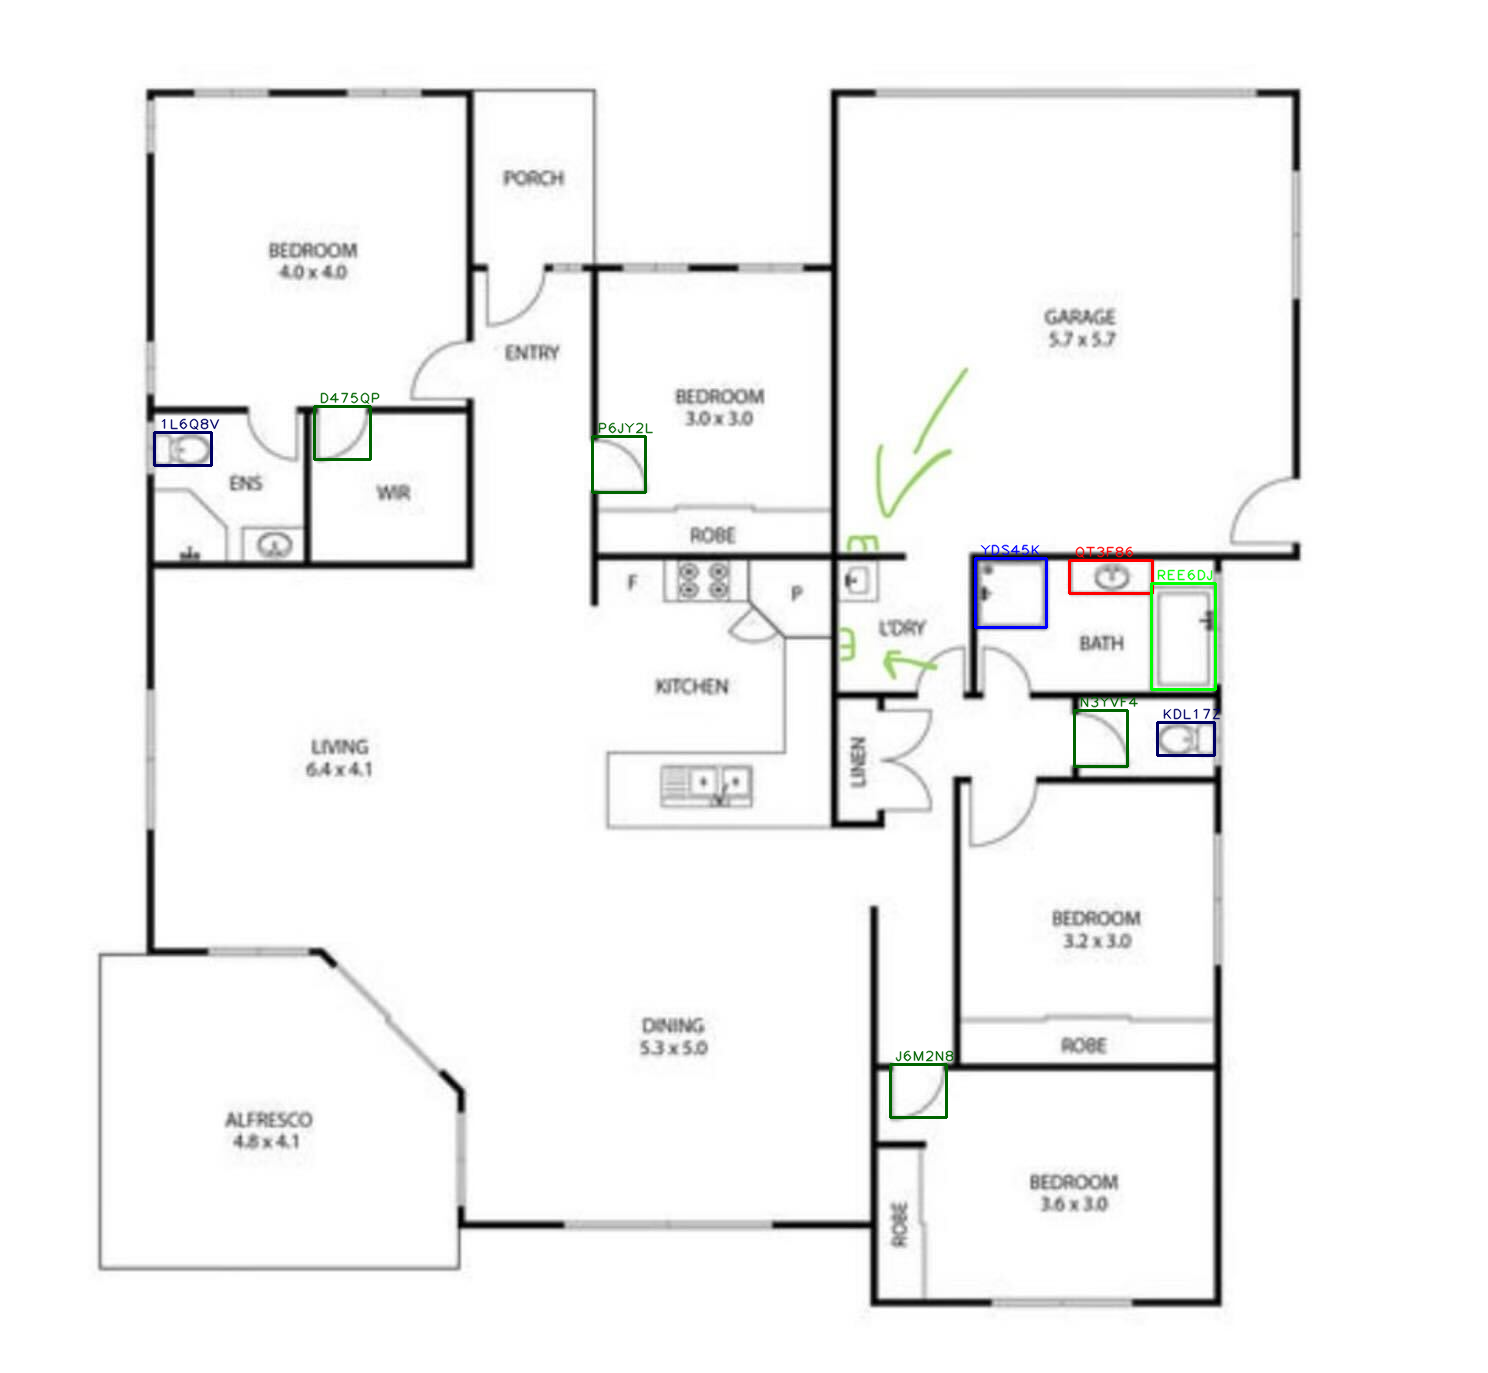 PORCH
BEDROOM
4.0 x 4.0
GARAGE
5.7 x 5.7
ENTRY
BEDROOM
3.0 x 3.0
D475QP
1L6Q8V
P6JY2L
ENS
WIR
ROBE
YDS45K
QT3F86
REE6DJ
F
P
L'DRY
BATH
KITCHEN
N3YVF4
KDL17Z
LIVING
6.4 x 4.1
LINEN
BEDROOM
3.2 x 3.0
DINING
5.3 x 5.0
ROBE
J6M2N8
ALFRESCO
4.8 x 4.1
BEDROOM
3.6 x 3.0
ROBE